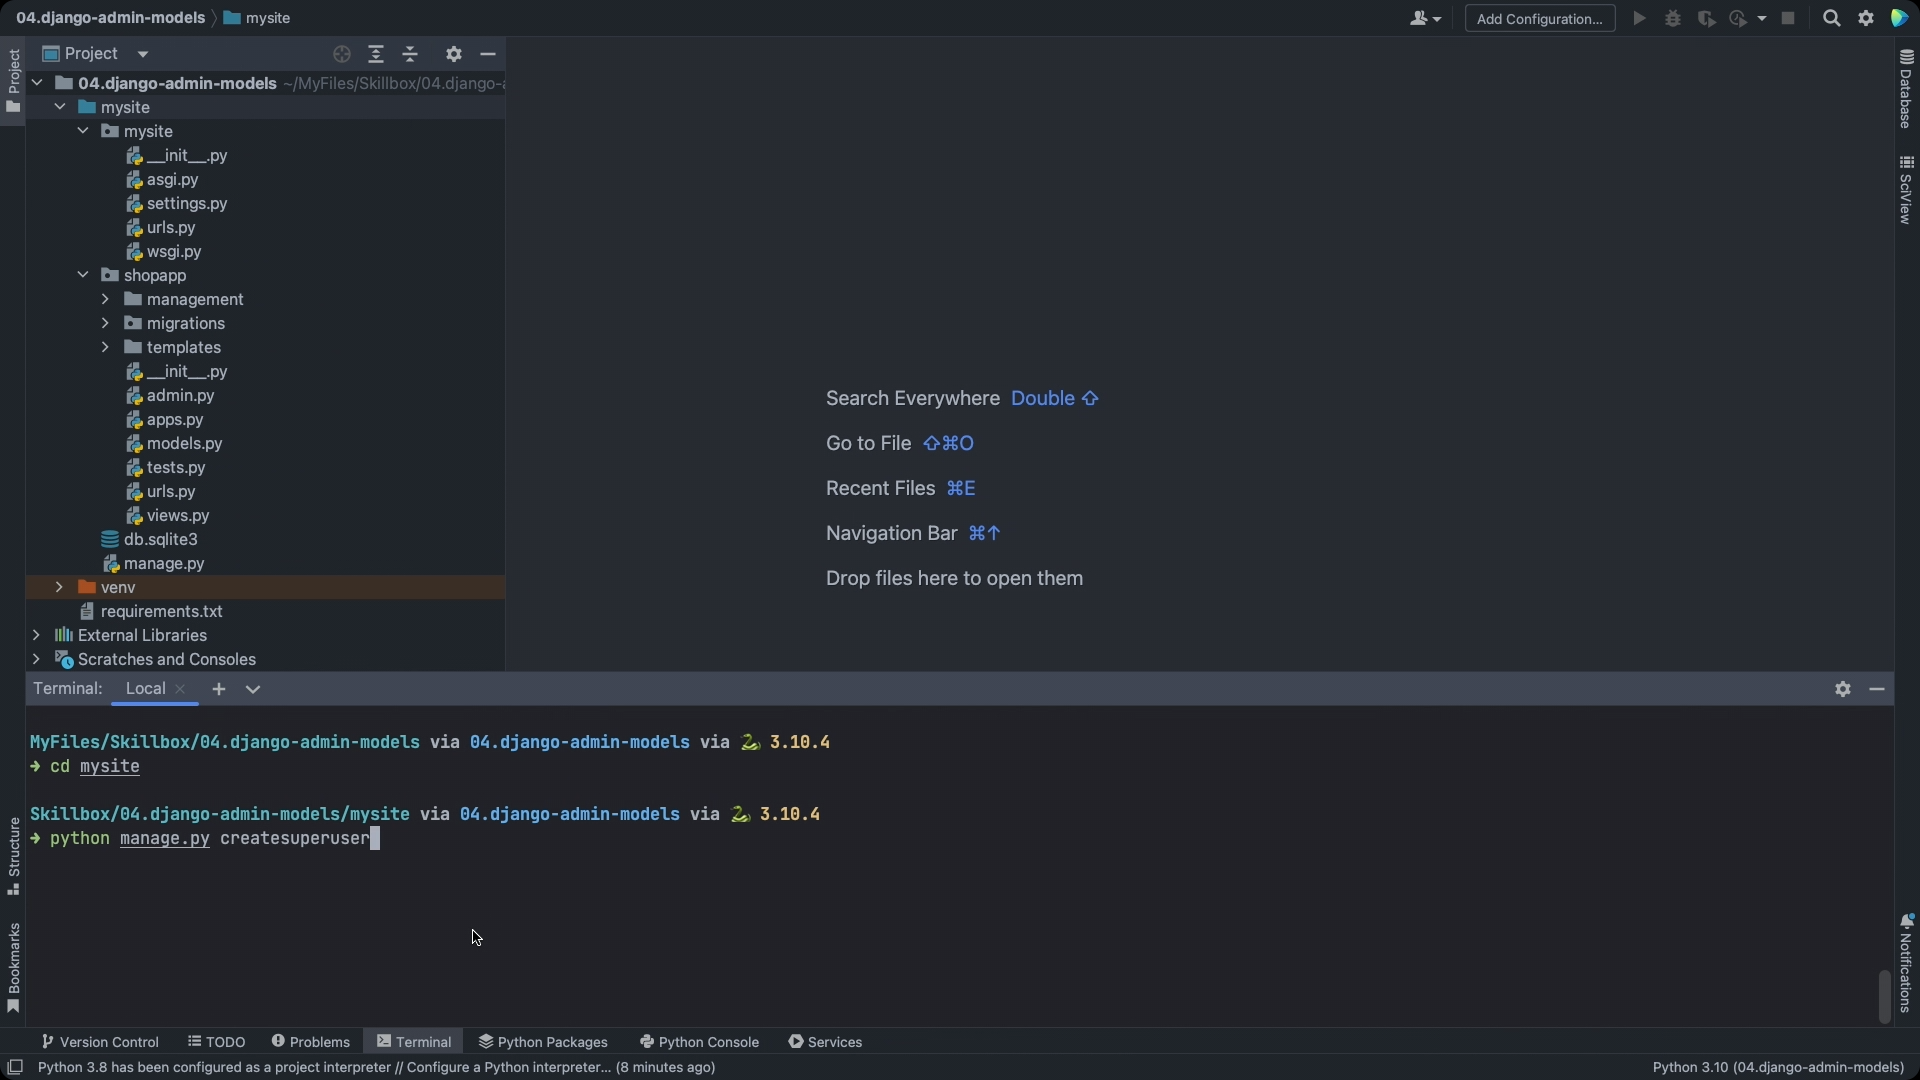 04.django-admin-models mysite
Add Configuration...
Project
04.django-admin-models ~/MyFiles/Skillbox/04.django-a
mysite
mysite
__init__.py
asgi.py
settings.py
urls.py
wsgi.py
shopapp
management
migrations
templates
__init__.py
admin.py
apps.py
models.py
tests.py
urls.py
views.py
db.sqlite3
manage.py
venv
requirements.txt
External Libraries
Scratches and Consoles
Project
Structure
Bookmarks
Search Everywhere Double ⇧
Go to File ⇧⌘O
Recent Files ⌘E
Navigation Bar ⌘↑
Drop files here to open them
Database
SciView
Notifications
Terminal: Local
MyFiles/Skillbox/04.django-admin-models via 04.django-admin-models via 🐍 3.10.4
→ cd mysite
Skillbox/04.django-admin-models/mysite via 04.django-admin-models via 🐍 3.10.4
→ python manage.py createsuperuser
Version Control TODO Problems Terminal Python Packages Python Console Services
Python 3.8 has been configured as a project interpreter // Configure a Python interpreter... (8 minutes ago)
Python 3.10 (04.django-admin-models)